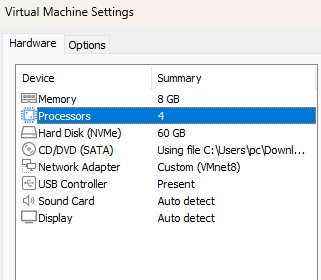 Virtual Machine Settings
Hardware Options
Device Summary
Memory 8 GB
Processors 4
Hard Disk (NVMe) 60 GB
CD/DVD (SATA) Using file C:\Users\pc\Downl...
Network Adapter Custom (VMnet8)
USB Controller Present
Sound Card Auto detect
Display Auto detect